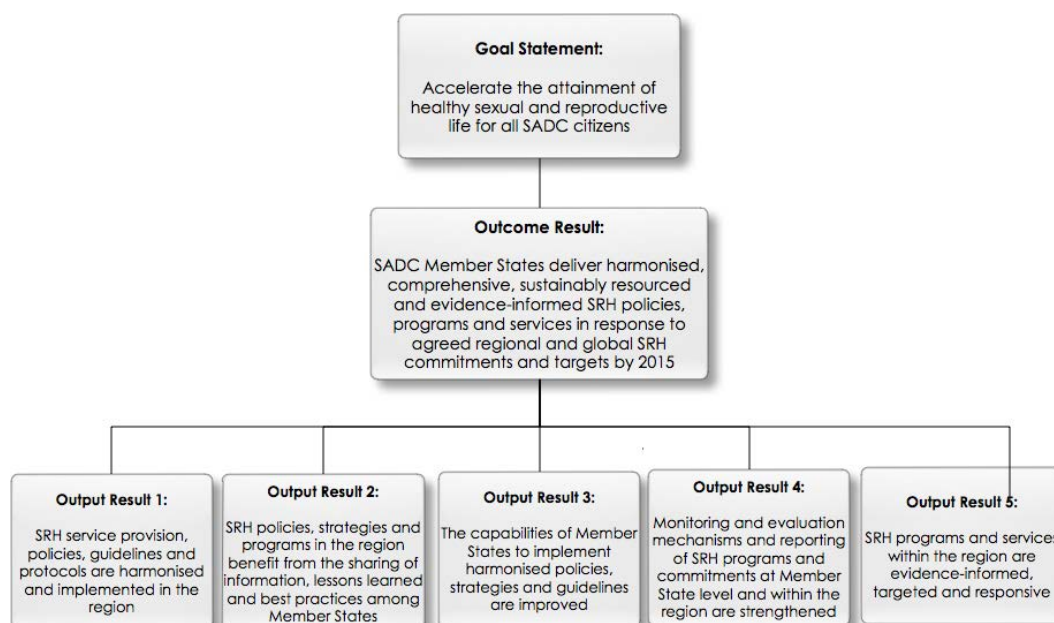 Goal Statement:
Accelerate the attainment of
healthy sexual and reproductive
life for all SADC citizens
Outcome Result:
SADC Member States deliver harmonised,
comprehensive, sustainably resourced
and evidence-informed SRH policies,
programs and services in response to
agreed regional and global SRH
commitments and targets by 2015
Output Result 1:
SRH service provision,
policies, guidelines and
protocols are harmonised
and implemented in the
region
Output Result 2:
SRH policies, strategies and
programs in the region
benefit from the sharing of
information, lessons learned
and best practices among
Member States
Output Result 3:
The capabilities of Member
States to implement
harmonised policies,
strategies and guidelines
are improved
Output Result 4:
Monitoring and evaluation
mechanisms and reporting
of SRH programs and
commitments at Member
State level and within the
region are strengthened
Output Result 5:
SRH programs and services
within the region are
evidence-informed,
targeted and responsive